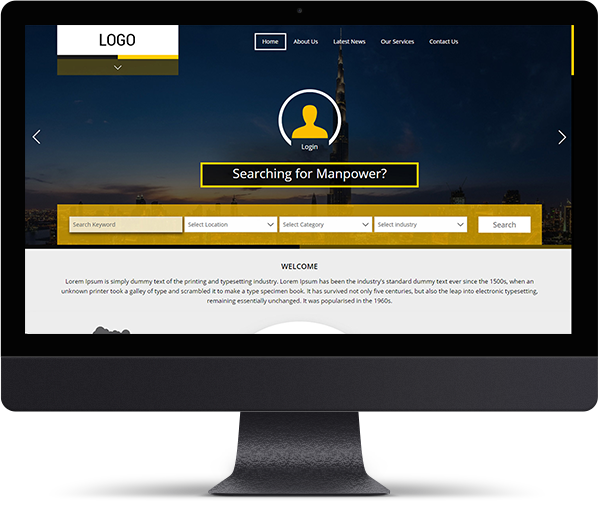 LOGO
Home About Us Latest News Our Services Contact Us
Login
Searching for Manpower?
Search Keyword Select Location Select Category Select industry Search
WELCOME
Lorem Ipsum is simply dummy text of the printing and typesetting industry. Lorem Ipsum has been the industry's standard dummy text ever since the 1500s, when an
unknown printer took a galley of type and scrambled it to make a type specimen book. It has survived not only five centuries, but also the leap into electronic typesetting,
remaining essentially unchanged. It was popularised in the 1960s.